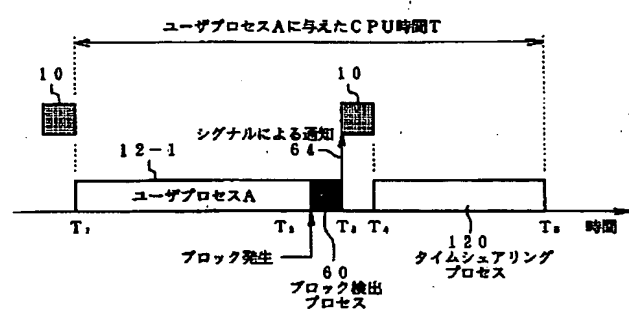 ユーザプロセスAに与えたCPU時間T
10
10
シグナルによる通知
64
12-1
ユーザプロセスA
T₁
T₂
T₃
T₄
T₅
時間
ブロック発生
60
ブロック検出
プロセス
120
タイムシェアリング
プロセス